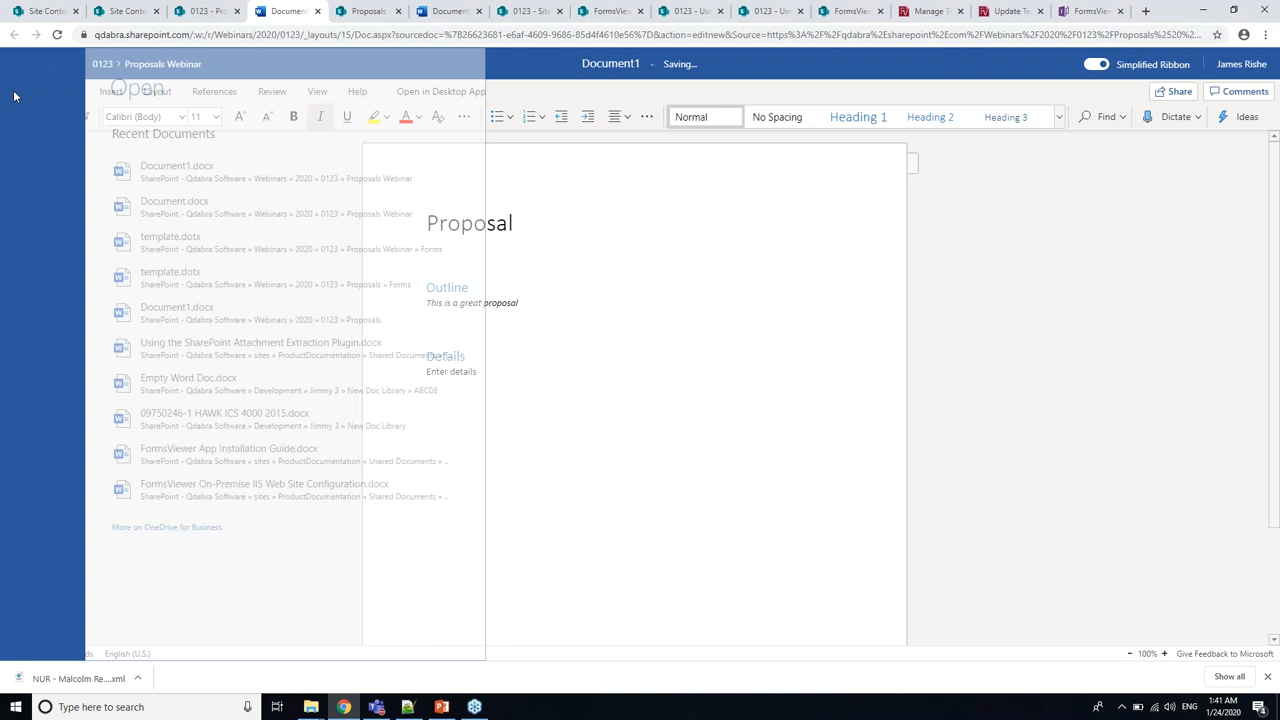 Site Conte
Site Conte
0123 - Pro
Document
Proposals
Document
0123 - Site
FormsView
0123 - Use
0123 - Use
FormsView
Manage T
Update Te
FormsView
qdabra.sharepoint.com/:w:/r/Webinars/2020/0123/_layouts/15/Doc.aspx?sourcedoc=%7B26623681-e6af-4609-9686-85d4f4610e56%7D&action=editnew&Source=https%3A%2F%2Fqdabra%2Esharepoint%2Ecom%2FWebinars%2F2020%2F0123%2FProposals%2520%2...
0123 > Proposals Webinar
Document1 - Saving...
Simplified Ribbon
James Rishe
Open
Insert Layout References Review View Help Open in Desktop App
Share
Comments
Calibri (Body) 11
B I U
Normal
No Spacing
Heading 1
Heading 2
Heading 3
Find
Dictate
Ideas
Recent Documents
Document1.docx
SharePoint - Qdabra Software » Webinars » 2020 » 0123 » Proposals Webinar
Document.docx
SharePoint - Qdabra Software » Webinars » 2020 » 0123 » Proposals Webinar
template.dotx
SharePoint - Qdabra Software » Webinars » 2020 » 0123 » Proposals Webinar » Forms
template.dotx
SharePoint - Qdabra Software » Webinars » 2020 » 0123 » Proposals » Forms
Document1.docx
SharePoint - Qdabra Software » Webinars » 2020 » 0123 » Proposals
Using the SharePoint Attachment Extraction Plugin.docx
SharePoint - Qdabra Software » sites » ProductDocumentation » Shared Documents
Empty Word Doc.docx
SharePoint - Qdabra Software » Development » Jimmy 3 » New Doc Library » ABCDE
09750246-1 HAWK ICS 4000 2015.docx
SharePoint - Qdabra Software » Development » Jimmy 3 » New Doc Library
FormsViewer App Installation Guide.docx
SharePoint - Qdabra Software » sites » ProductDocumentation » Shared Documents » ..
FormsViewer On-Premise IIS Web Site Configuration.docx
SharePoint - Qdabra Software » sites » ProductDocumentation » Shared Documents » ..
More on OneDrive for Business
Proposal
Outline
This is a great proposal
Details
Enter details
ds English (U.S.)
100%
Give Feedback to Microsoft
NUR - Malcolm Re....xml
Show all
Type here to search
ENG
1:41 AM
1/24/2020
4